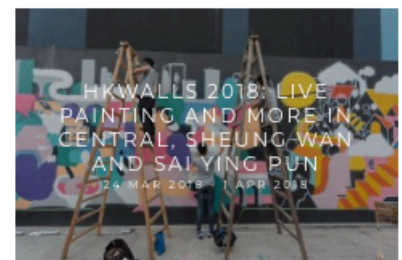 HKWALLS 2018: LIVE
PAINTING AND MORE IN
CENTRAL, SHEUNG WAN
AND SAI YING PUN
24 MAR 2018 1 APR 2018